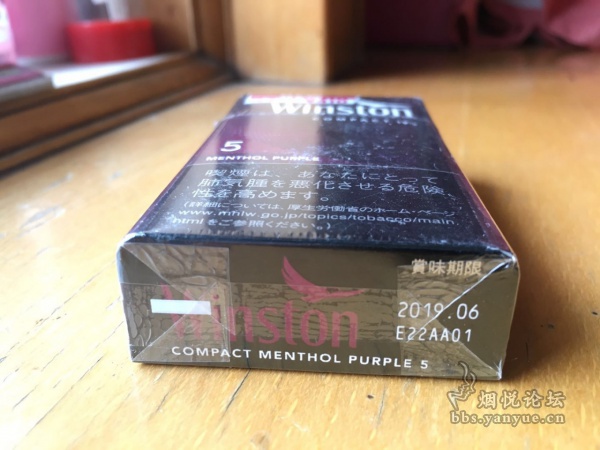 Winston
COMPACT
5
MENTHOL PURPLE
喫煙は、あなたにとって
肺気腫を悪化させる危険
性を高めます。
(詳細については、厚生労働省のホーム・ページ
www.mhlw.go.jp/topics/tobacco/main.
htmlをご参照ください。)
賞味期限
2019.06
E22AA01
Winston
COMPACT MENTHOL PURPLE 5
烟悦论坛
bbs.yanyue.cn